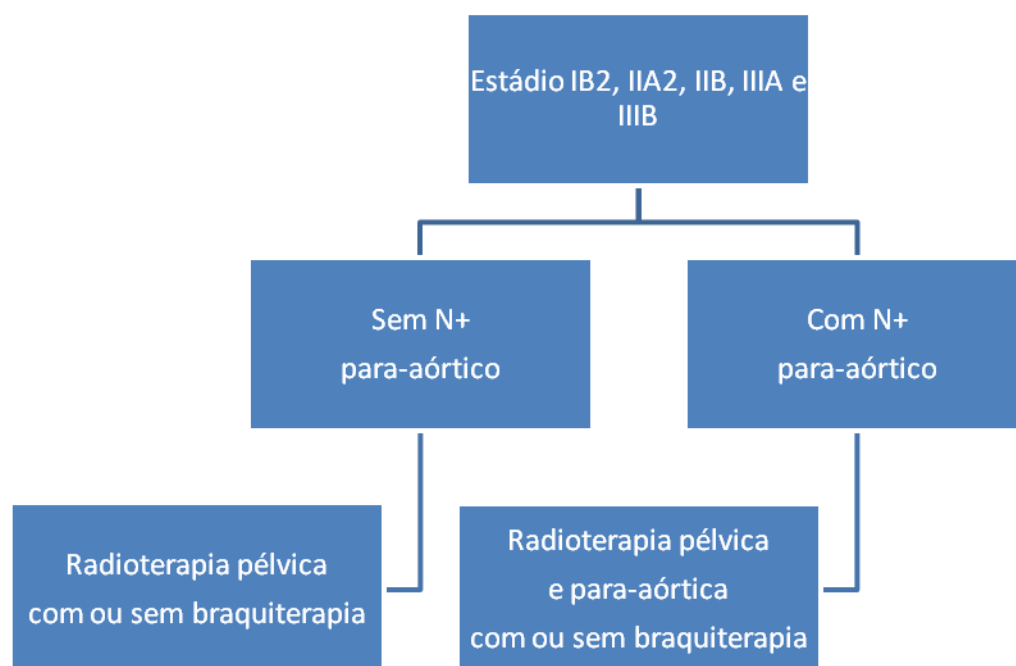 Estádio IB2, IIA2, IIB, IIIA e
IIIB
Sem N+
para-aórtico
Com N+
para-aórtico
Radioterapia pélvica
com ou sem braquiterapia
Radioterapia pélvica
e para-aórtica
com ou sem braquiterapia